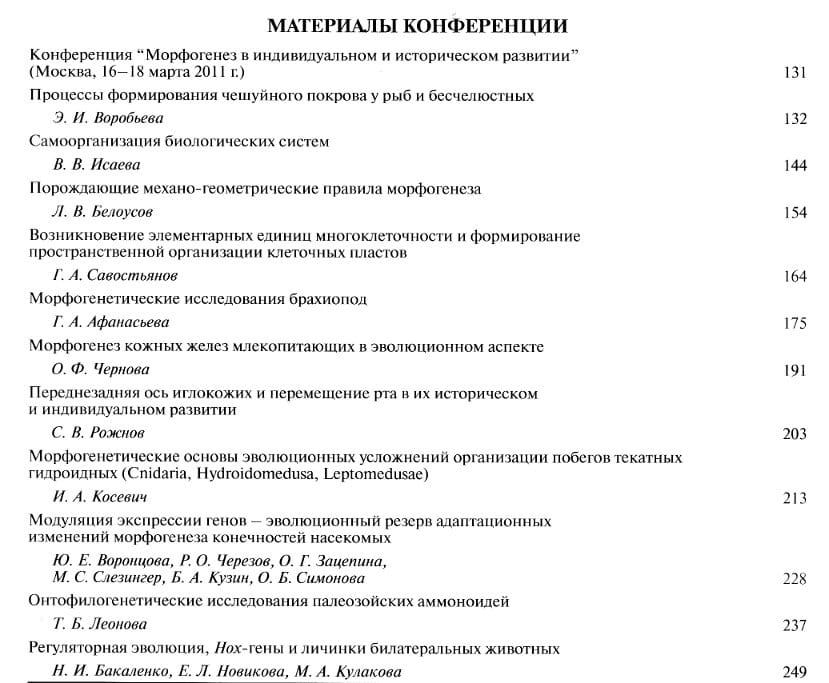 МАТЕРИАЛЫ КОНФЕРЕНЦИИ
Конференция “Морфогенез в индивидуальном и историческом развитии”
(Москва, 16–18 марта 2011 г.) 131
Процессы формирования чешуйного покрова у рыб и бесчелюстных
Э. И. Воробьева 132
Самоорганизация биологических систем
В. В. Исаева 144
Порождающие механо-геометрические правила морфогенеза
Л. В. Белоусов 154
Возникновение элементарных единиц многоклеточности и формирование
пространственной организации клеточных пластов
Г. А. Савостьянов 164
Морфогенетические исследования брахиопод
Г. А. Афанасьева 175
Морфогенез кожных желез млекопитающих в эволюционном аспекте
О. Ф. Чернова 191
Переднезадняя ось иглокожих и перемещение рта в их историческом
и индивидуальном развитии
С. В. Рожнов 203
Морфогенетические основы эволюционных усложнений организации побегов текатных
гидроидных (Cnidaria, Hydroidomedusa, Leptomedusae)
И. А. Косевич 213
Модуляция экспрессии генов – эволюционный резерв адаптационных
изменений морфогенеза конечностей насекомых
Ю. Е. Воронцова, Р. О. Черезов, О. Г. Зацепина,
М. С. Слезингер, Б. А. Кузин, О. Б. Симонова 228
Онтофилогенетические исследования палеозойских аммоноидей
Т. Б. Леонова 237
Регуляторная эволюция, Hox-гены и личинки билатеральных животных
Н. И. Бакаленко, Е. Л. Новикова, М. А. Кулакова 249